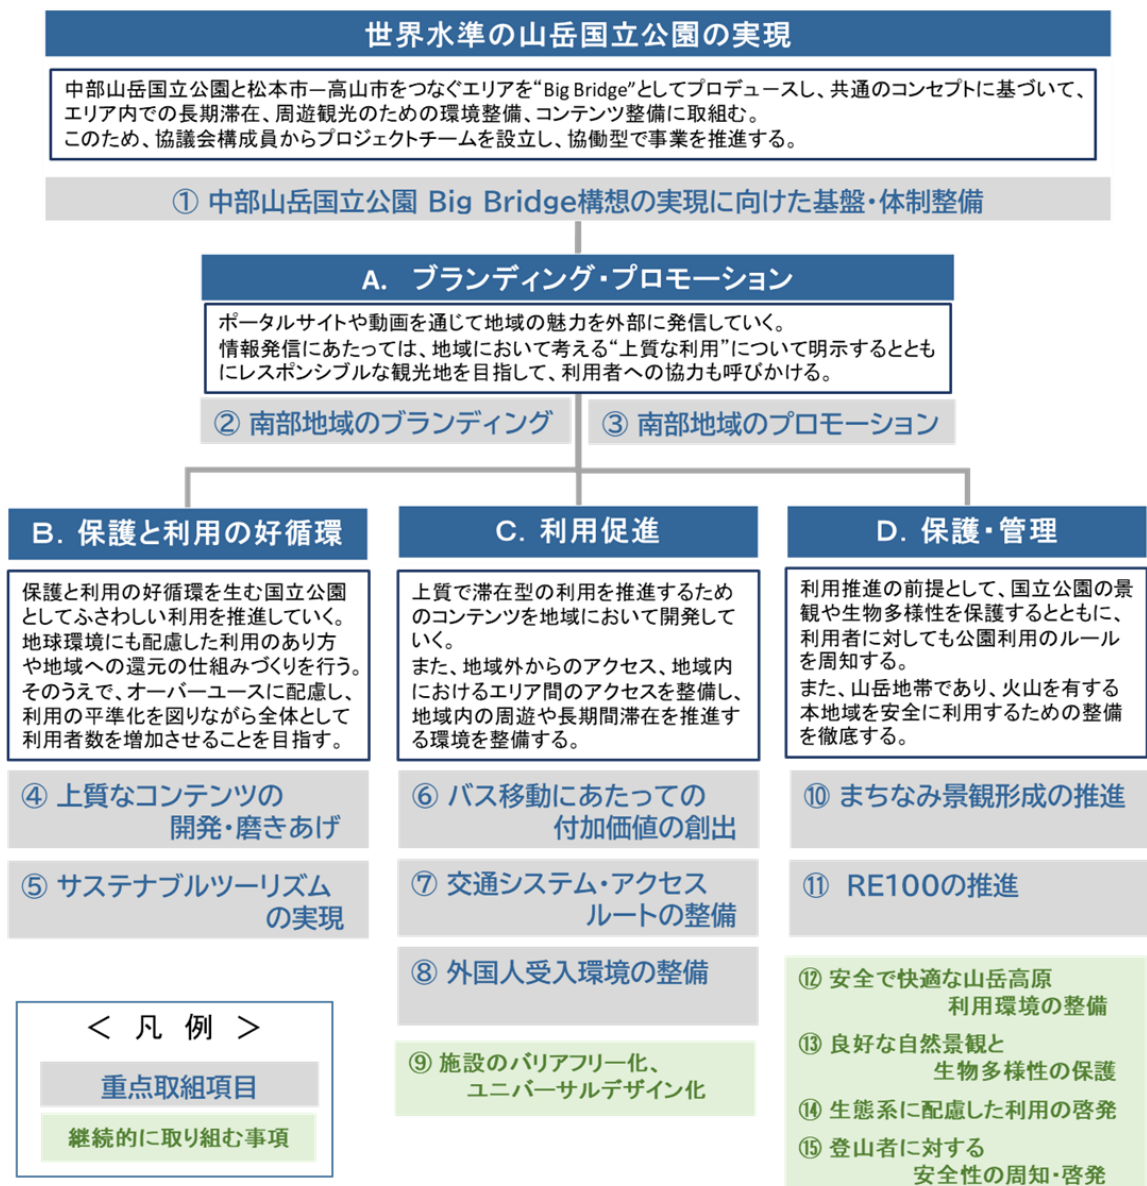 世界水準の山岳国立公園の実現
中部山岳国立公園と松本市―高山市をつなぐエリアを“Big Bridge”としてプロデュースし、共通のコンセプトに基づいて、
エリア内での長期滞在、周遊観光のための環境整備、コンテンツ整備に取組む。
このため、協議会構成員からプロジェクトチームを設立し、協働型で事業を推進する。
① 中部山岳国立公園 Big Bridge構想の実現に向けた基盤・体制整備
A. ブランディング・プロモーション
ポータルサイトや動画を通じて地域の魅力を外部に発信していく。
情報発信にあたっては、地域において考える“上質な利用”について明示するととも
にレスポンシブルな観光地を目指して、利用者への協力も呼びかける。
② 南部地域のブランディング
③ 南部地域のプロモーション
B. 保護と利用の好循環
保護と利用の好循環を生む国立公園
としてふさわしい利用を推進していく。
地球環境にも配慮した利用のあり方
や地域への還元の仕組みづくりを行う。
そのうえで、オーバーユースに配慮し、
利用の平準化を図りながら全体として
利用者数を増加させることを目指す。
④ 上質なコンテンツの
開発・磨きあげ
⑤ サステナブルツーリズム
の実現
C. 利用促進
上質で滞在型の利用を推進するため
のコンテンツを地域において開発して
いく。
また、地域外からのアクセス、地域内
におけるエリア間のアクセスを整備し、
地域内の周遊や長期間滞在を推進す
る環境を整備する。
⑥ バス移動にあたっての
付加価値の創出
⑦ 交通システム・アクセス
ルートの整備
⑧ 外国人受入環境の整備
⑨ 施設のバリアフリー化、
ユニバーサルデザイン化
D. 保護・管理
利用推進の前提として、国立公園の景
観や生物多様性を保護するとともに、
利用者に対しても公園利用のルール
を周知する。
また、山岳地帯であり、火山を有する
本地域を安全に利用するための整備
を徹底する。
⑩ まちなみ景観形成の推進
⑪ RE100の推進
⑫ 安全で快適な山岳高原
利用環境の整備
⑬ 良好な自然景観と
生物多様性の保護
⑭ 生態系に配慮した利用の啓発
⑮ 登山者に対する
安全性の周知・啓発
＜ 凡 例 ＞
重点取組項目
継続的に取り組む事項